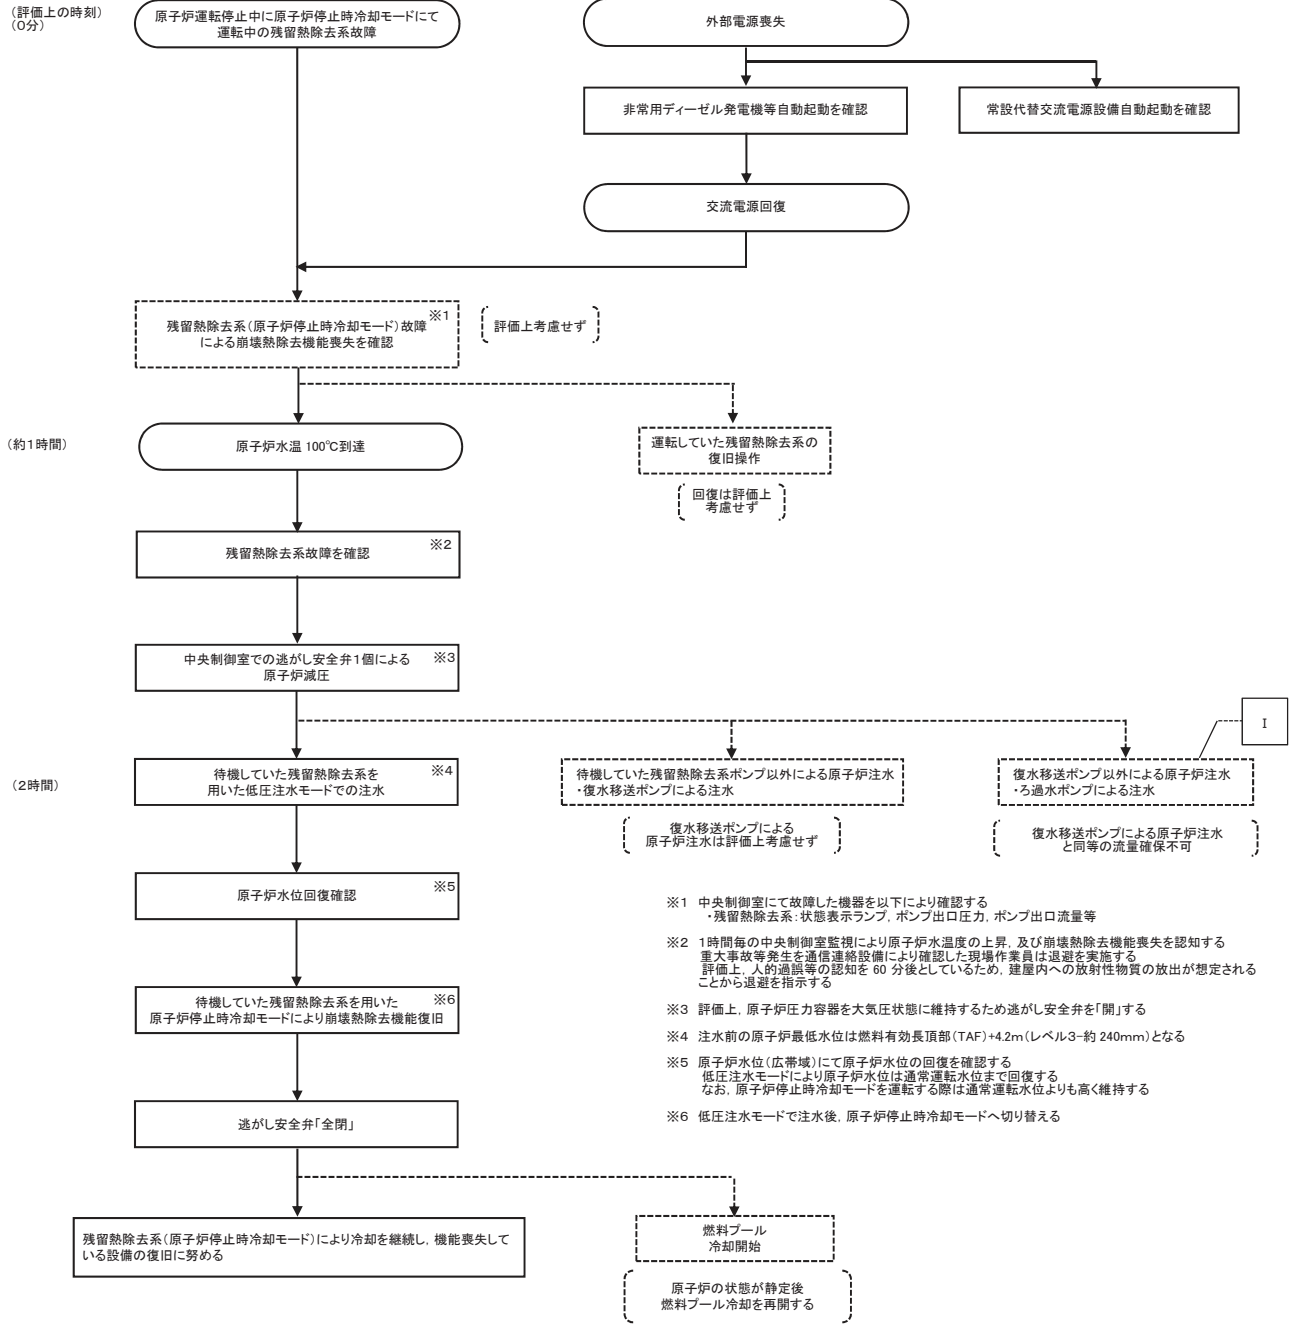 (評価上の時刻)
(0分)
原子炉運転停止中に原子炉停止時冷却モードにて
運転中の残留熱除去系故障
外部電源喪失
非常用ディーゼル発電機等自動起動を確認
常設代替交流電源設備自動起動を確認
交流電源回復
※1
残留熱除去系(原子炉停止時冷却モード)故障
による崩壊熱除去機能喪失を確認
評価上考慮せず
(約1時間)
原子炉水温 100℃到達
運転していた残留熱除去系の
復旧操作
回復は評価上
考慮せず
※2
残留熱除去系故障を確認
※3
中央制御室での逃がし安全弁1個による
原子炉減圧
I
(2時間)
※4
待機していた残留熱除去系を
用いた低圧注水モードでの注水
待機していた残留熱除去系ポンプ以外による原子炉注水
・復水移送ポンプによる注水
復水移送ポンプ以外による原子炉注水
・ろ過水ポンプによる注水
復水移送ポンプによる
原子炉注水は評価上考慮せず
復水移送ポンプによる原子炉注水
と同等の流量確保不可
※5
原子炉水位回復確認
※6
待機していた残留熱除去系を用いた
原子炉停止時冷却モードにより崩壊熱除去機能復旧
逃がし安全弁「全閉」
残留熱除去系(原子炉停止時冷却モード)により冷却を継続し,機能喪失して
いる設備の復旧に努める
燃料プール
冷却開始
原子炉の状態が静定後
燃料プール冷却を再開する
※1 中央制御室にて故障した機器を以下により確認する
・残留熱除去系:状態表示ランプ,ポンプ出口圧力,ポンプ出口流量等
※2 1時間毎の中央制御室監視により原子炉水温度の上昇,及び崩壊熱除去機能喪失を認知する
重大事故等発生を通信連絡設備により確認した現場作業員は退避を実施する
評価上,人的過誤等の認知を 60 分後としているため,建屋内への放射性物質の放出が想定される
ことから退避を指示する
※3 評価上,原子炉圧力容器を大気圧状態に維持するため逃がし安全弁を「開」する
※4 注水前の原子炉最低水位は燃料有効長頂部(TAF)+4.2m(レベル3-約 240mm)となる
※5 原子炉水位(広帯域)にて原子炉水位の回復を確認する
低圧注水モードにより原子炉水位は通常運転水位まで回復する
なお,原子炉停止時冷却モードを運転する際は通常運転水位よりも高く維持する
※6 低圧注水モードで注水後,原子炉停止時冷却モードへ切り替える